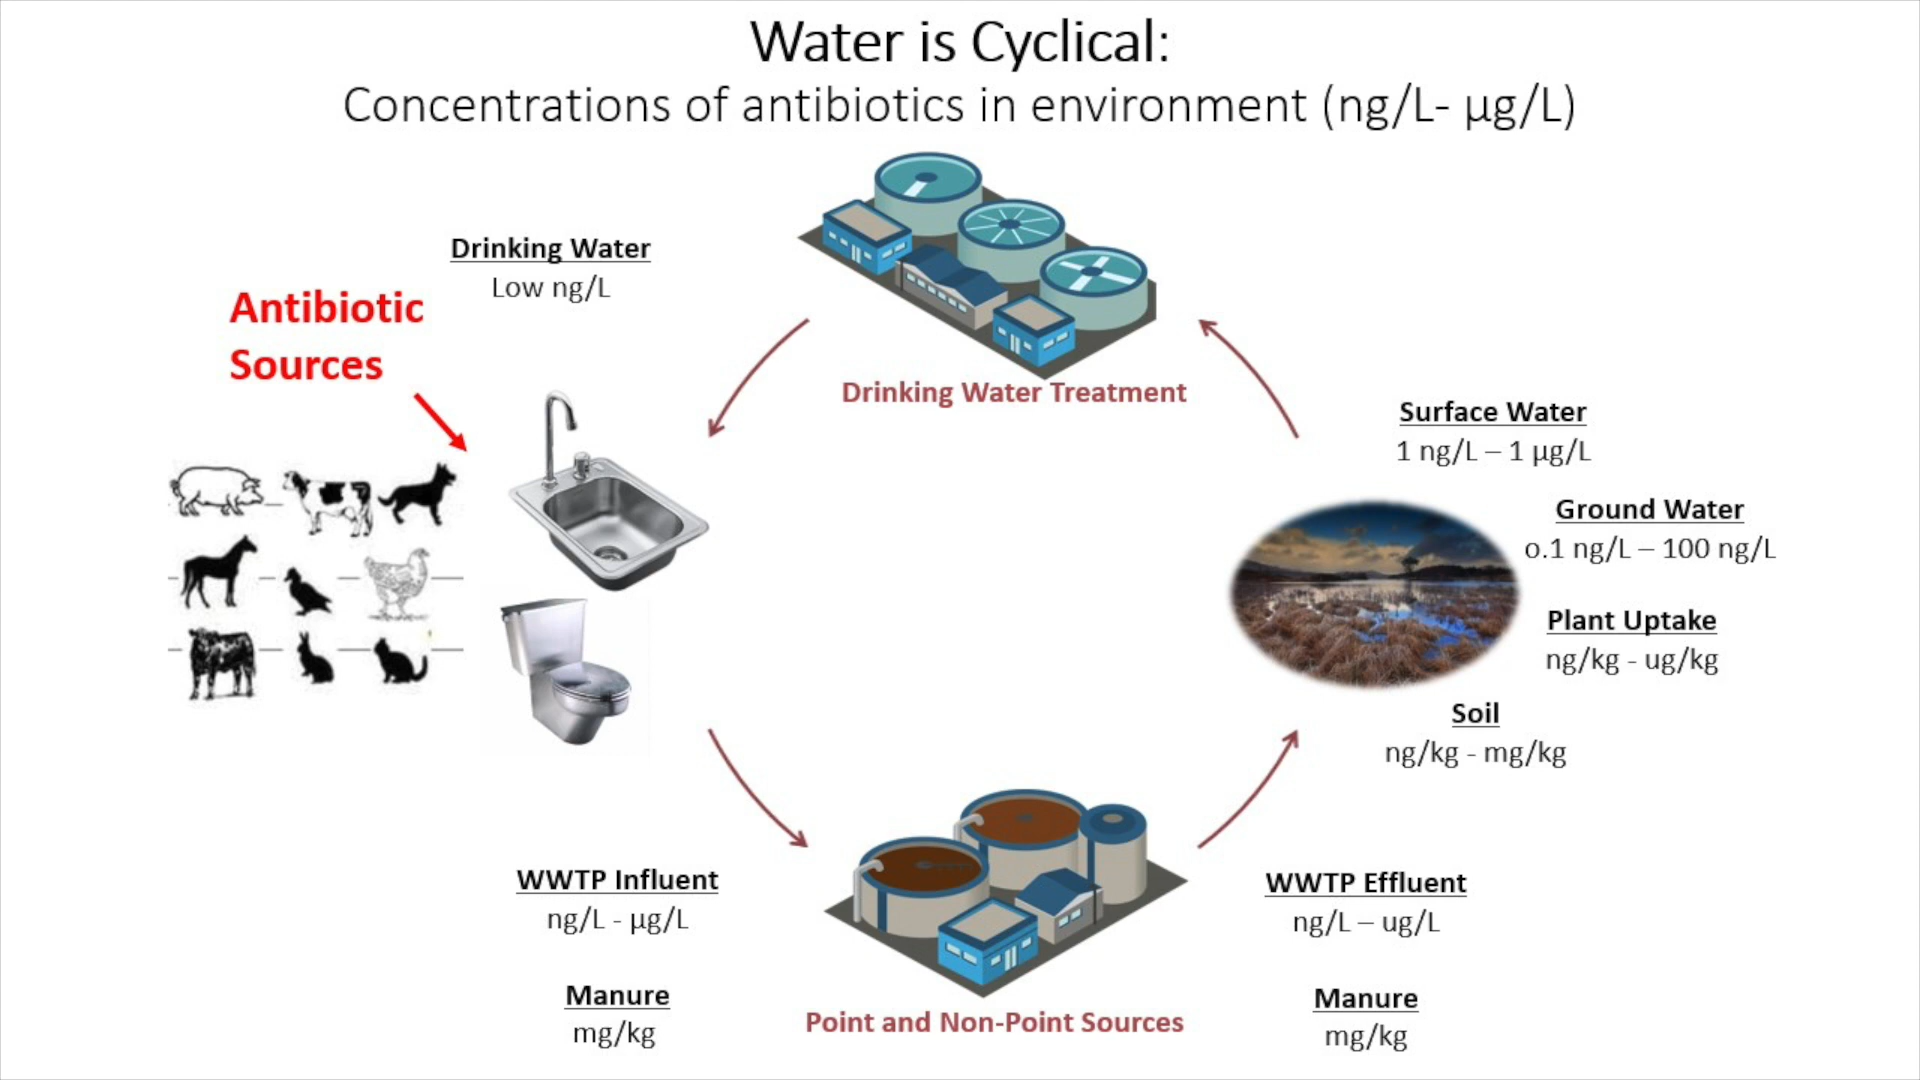 Water is Cyclical:
Concentrations of antibiotics in environment (ng/L- µg/L)
Drinking Water
Low ng/L
Antibiotic
Sources
Drinking Water Treatment
Surface Water
1 ng/L – 1 µg/L
Ground Water
o.1 ng/L – 100 ng/L
Plant Uptake
ng/kg - ug/kg
Soil
ng/kg - mg/kg
WWTP Influent
ng/L - µg/L
Manure
mg/kg
Point and Non-Point Sources
WWTP Effluent
ng/L – ug/L
Manure
mg/kg